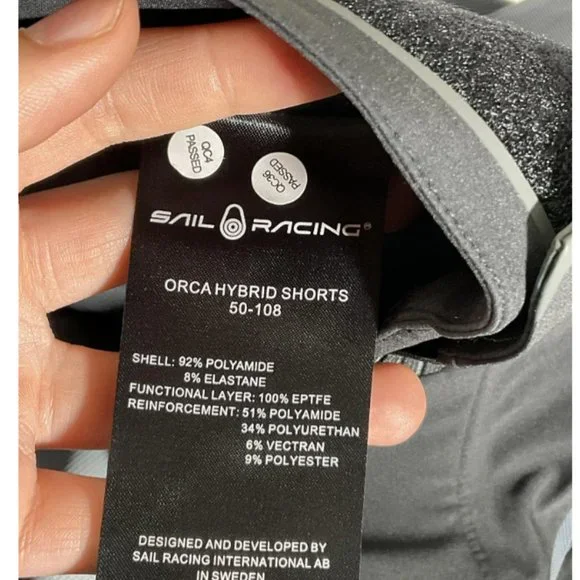 QC4
PASSED
QC36
PASSED
SAIL RACING®
ORCA HYBRID SHORTS
50-108
SHELL: 92% POLYAMIDE
8% ELASTANE
FUNCTIONAL LAYER: 100% EPTFE
REINFORCEMENT: 51% POLYAMIDE
34% POLYURETHAN
6% VECTRAN
9% POLYESTER
DESIGNED AND DEVELOPED BY
SAIL RACING INTERNATIONAL AB
IN SWEDEN